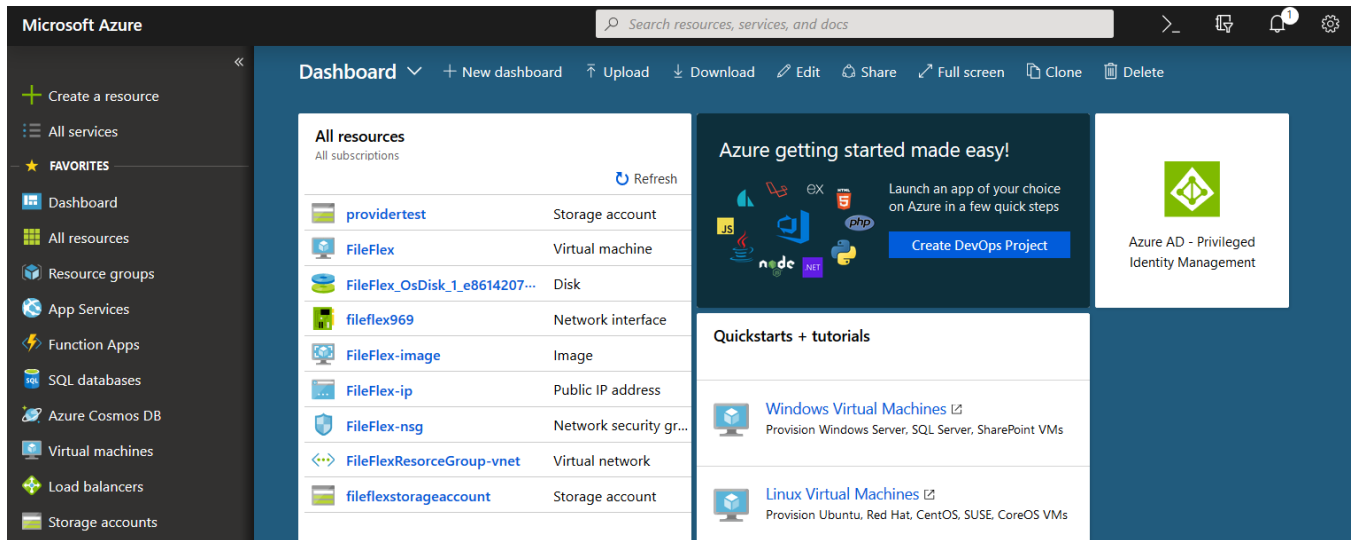 Microsoft Azure
Search resources, services, and docs
1
«
Create a resource
All services
FAVORITES
Dashboard
All resources
Resource groups
App Services
Function Apps
SQL databases
Azure Cosmos DB
Virtual machines
Load balancers
Storage accounts
Dashboard
+ New dashboard
Upload
Download
Edit
Share
Full screen
Clone
Delete
All resources
All subscriptions
Refresh
providertest Storage account
FileFlex Virtual machine
FileFlex_OsDisk_1_e8614207··· Disk
fileflex969 Network interface
FileFlex-image Image
FileFlex-ip Public IP address
FileFlex-nsg Network security gr...
FileFlexResorceGroup-vnet Virtual network
fileflexstorageaccount Storage account
Azure getting started made easy!
Launch an app of your choice
on Azure in a few quick steps
Create DevOps Project
ex
HTML
5
JS
php
node
.NET
SQL
Azure AD - Privileged
Identity Management
Quickstarts + tutorials
Windows Virtual Machines
Provision Windows Server, SQL Server, SharePoint VMs
Linux Virtual Machines
Provision Ubuntu, Red Hat, CentOS, SUSE, CoreOS VMs